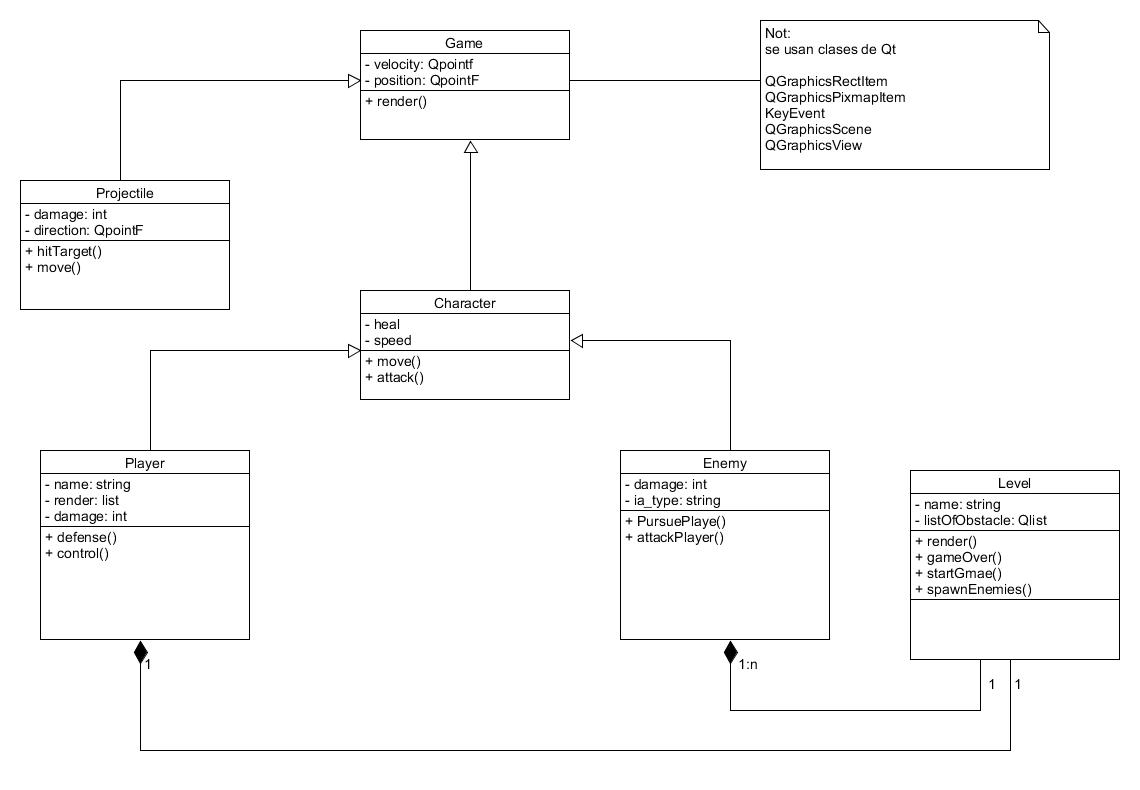 Game
- velocity: Qpointf
- position: QpointF
+ render()
Not:
se usan clases de Qt
QGraphicsRectItem
QGraphicsPixmapItem
KeyEvent
QGraphicsScene
QGraphicsView
Projectile
- damage: int
- direction: QpointF
+ hitTarget()
+ move()
Character
- heal
- speed
+ move()
+ attack()
Player
- name: string
- render: list
- damage: int
+ defense()
+ control()
Enemy
- damage: int
- ia_type: string
+ PursuePlaye()
+ attackPlayer()
Level
- name: string
- listOfObstacle: Qlist
+ render()
+ gameOver()
+ startGmae()
+ spawnEnemies()
1
1:n
1
1